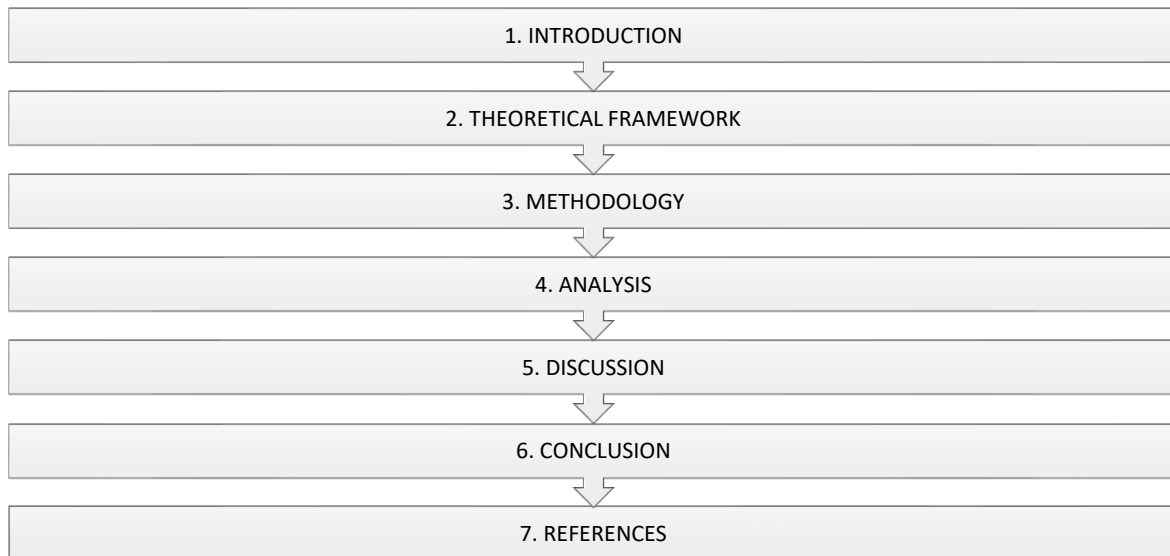 1. INTRODUCTION
2. THEORETICAL FRAMEWORK
3. METHODOLOGY
4. ANALYSIS
5. DISCUSSION
6. CONCLUSION
7. REFERENCES